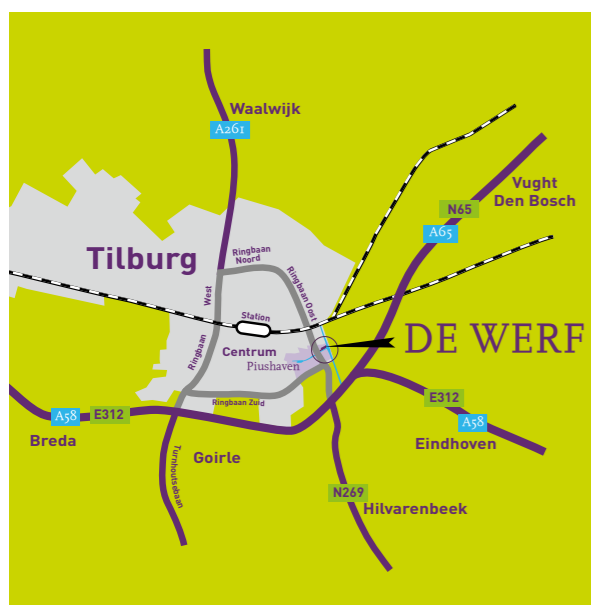 Waalwijk
A261
Vught
Den Bosch
N65
A65
Tilburg
Ringbaan
Noord
Ringbaan Oost
West
Station
Ringbaan
Centrum
Piushaven
DE WERF
Ringbaan Zuid
A58
E312
E312
A58
Breda
Eindhoven
Goirle
Turnhoutsebaan
N269
Hilvarenbeek